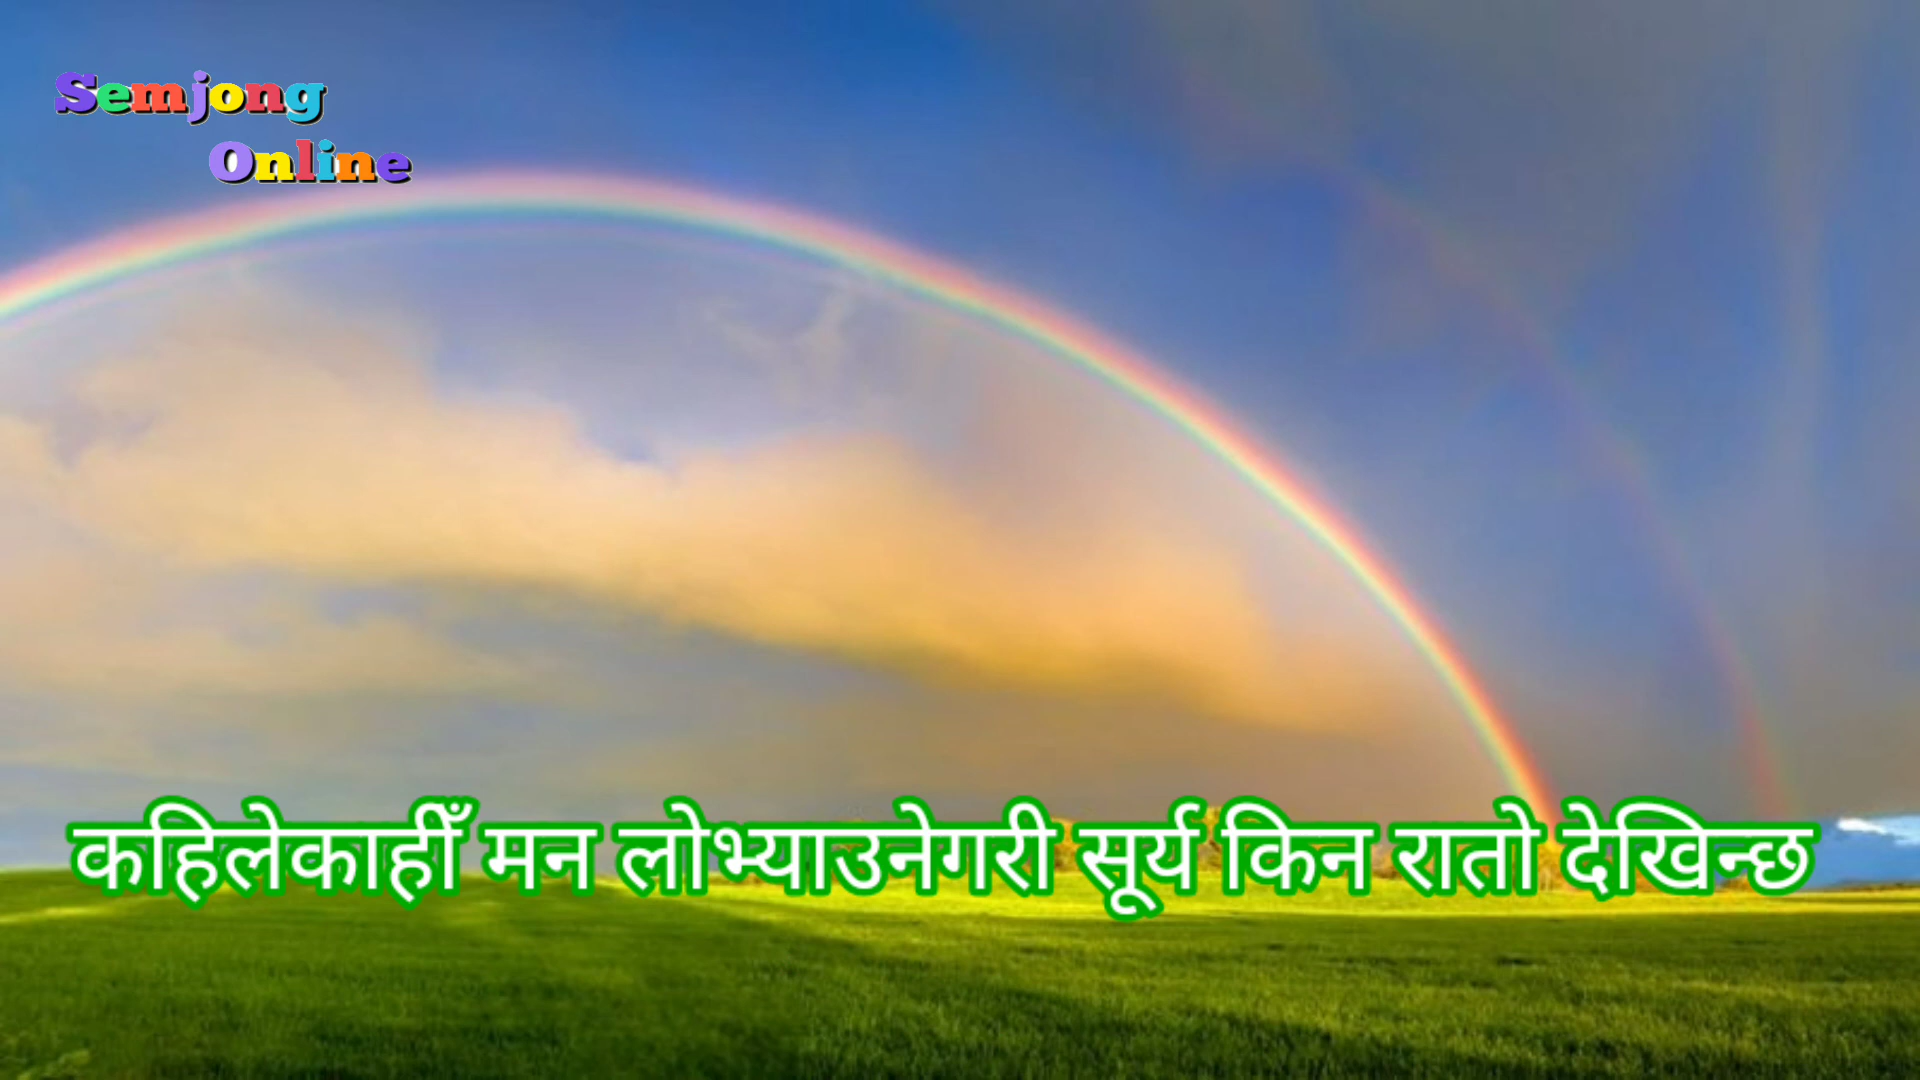 Semjong
Online
कहिलेकाहीँ मन लोभ्याउनेगरी सूर्य किन रातो देखिन्छ